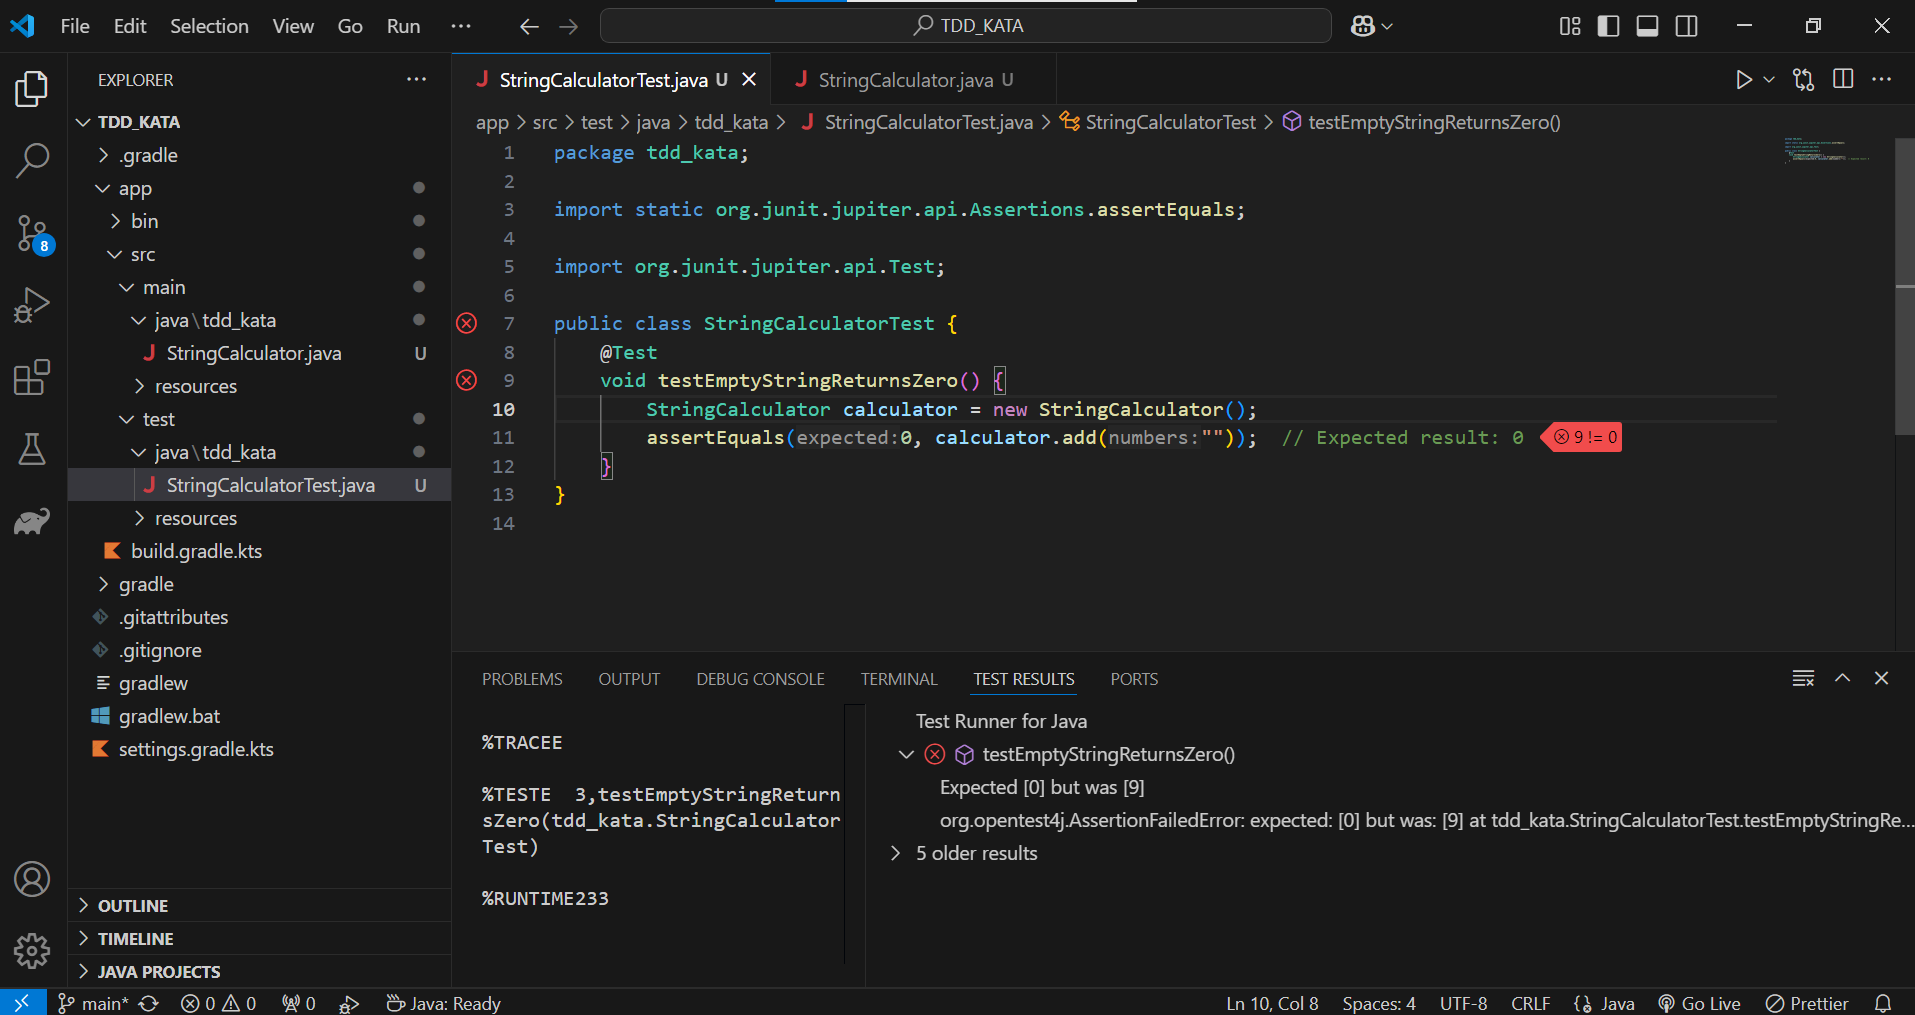 File Edit Selection View Go Run ··· TDD_KATA
EXPLORER ···
TDD_KATA
.gradle
app
bin
src
main
java\tdd_kata
StringCalculator.java U
resources
test
java\tdd_kata
StringCalculatorTest.java U
resources
build.gradle.kts
gradle
.gitattributes
.gitignore
gradlew
gradlew.bat
settings.gradle.kts
OUTLINE
TIMELINE
JAVA PROJECTS
8
StringCalculatorTest.java U StringCalculator.java U
app > src > test > java > tdd_kata > StringCalculatorTest.java > StringCalculatorTest > testEmptyStringReturnsZero()
1 package tdd_kata;
2
3 import static org.junit.jupiter.api.Assertions.assertEquals;
4
5 import org.junit.jupiter.api.Test;
6
7 public class StringCalculatorTest {
8 @Test
9 void testEmptyStringReturnsZero() {
10 StringCalculator calculator = new StringCalculator();
11 assertEquals(expected:0, calculator.add(numbers:"")); // Expected result: 0 9 != 0
12 }
13 }
14
PROBLEMS OUTPUT DEBUG CONSOLE TERMINAL TEST RESULTS PORTS
%TRACEE
%TESTE 3,testEmptyStringReturn
sZero(tdd_kata.StringCalculator
Test)
%RUNTIME233
Test Runner for Java
testEmptyStringReturnsZero()
Expected [0] but was [9]
org.opentest4j.AssertionFailedError: expected: [0] but was: [9] at tdd_kata.StringCalculatorTest.testEmptyStringRe...
5 older results
main* 0 0 0 Java: Ready Ln 10, Col 8 Spaces: 4 UTF-8 CRLF Java Go Live Prettier